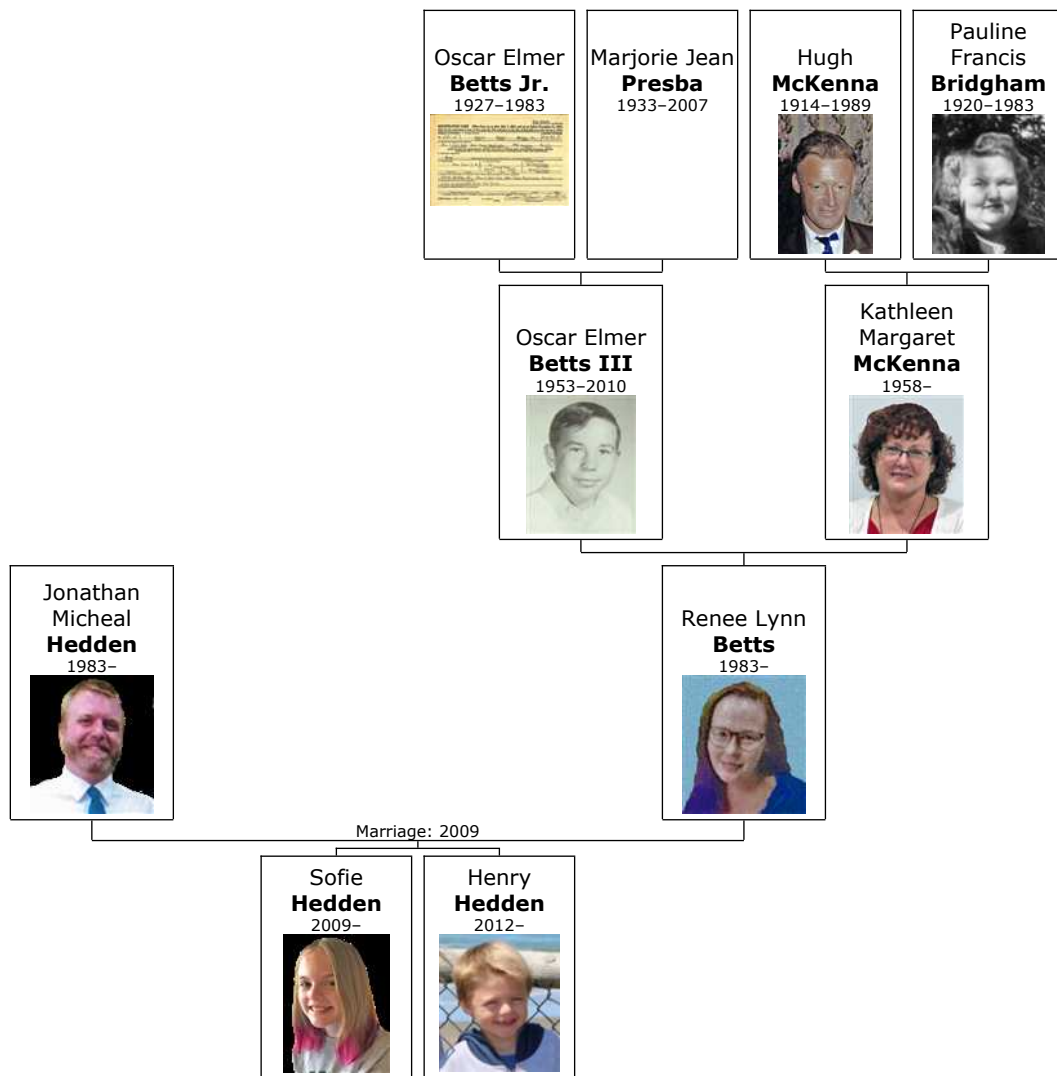 Oscar Elmer
Betts Jr.
1927–1983
Marjorie Jean
Presba
1933–2007
Hugh
McKenna
1914–1989
Pauline
Francis
Bridgham
1920–1983
Oscar Elmer
Betts III
1953–2010
Kathleen
Margaret
McKenna
1958–
Jonathan
Micheal
Hedden
1983–
Renee Lynn
Betts
1983–
Marriage: 2009
Sofie
Hedden
2009–
Henry
Hedden
2012–